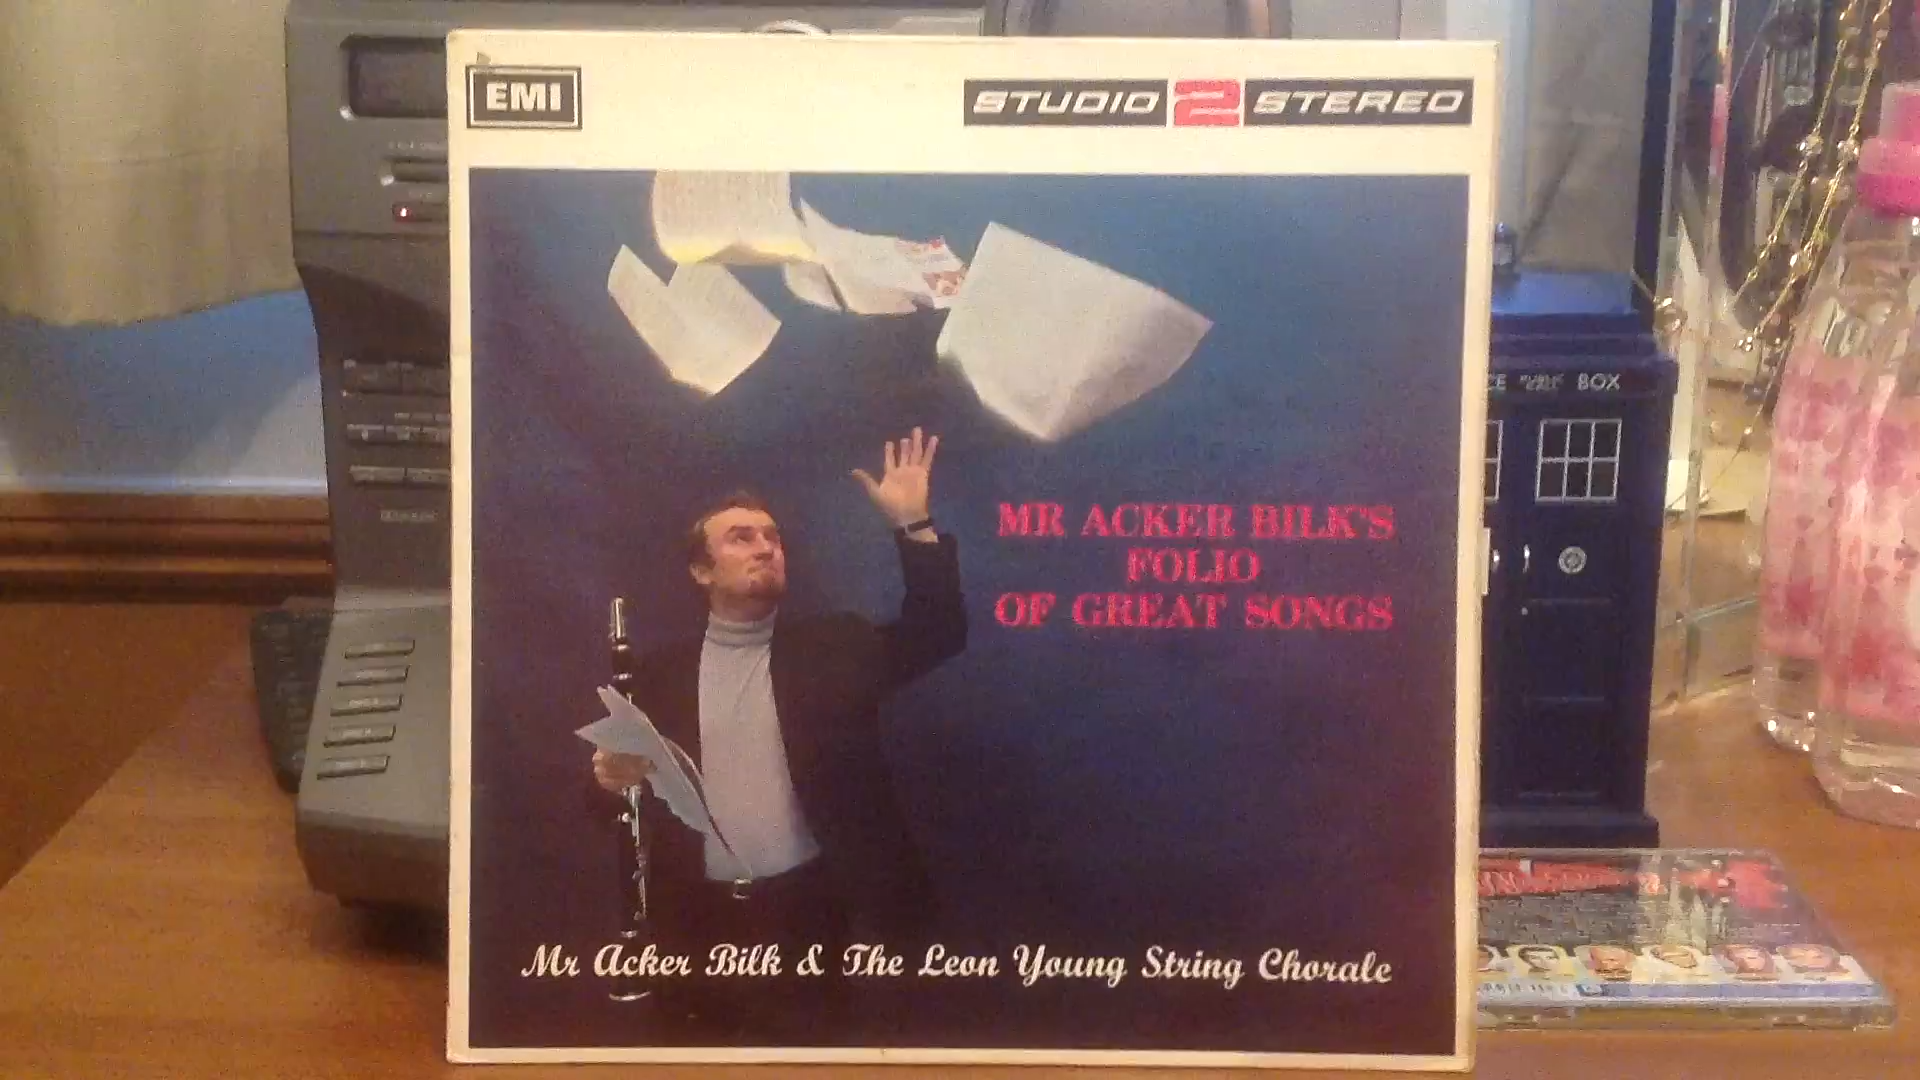 EMI
STUDIO 2 STEREO
MR ACKER BILK'S
FOLIO
OF GREAT SONGS
Mr Acker Bilk & The Leon Young String Chorale
BOX